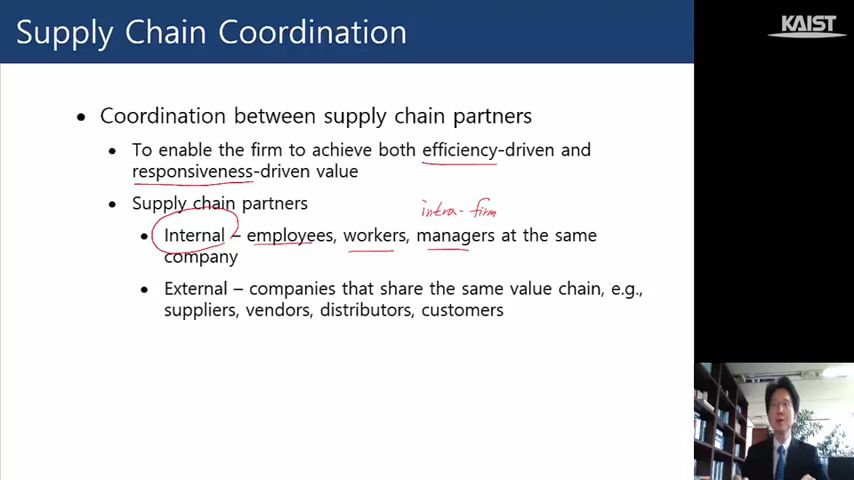 Supply Chain Coordination
KAIST
• Coordination between supply chain partners
• To enable the firm to achieve both efficiency-driven and
responsiveness-driven value
• Supply chain partners
intra-firm
• Internal – employees, workers, managers at the same
company
• External – companies that share the same value chain, e.g.,
suppliers, vendors, distributors, customers